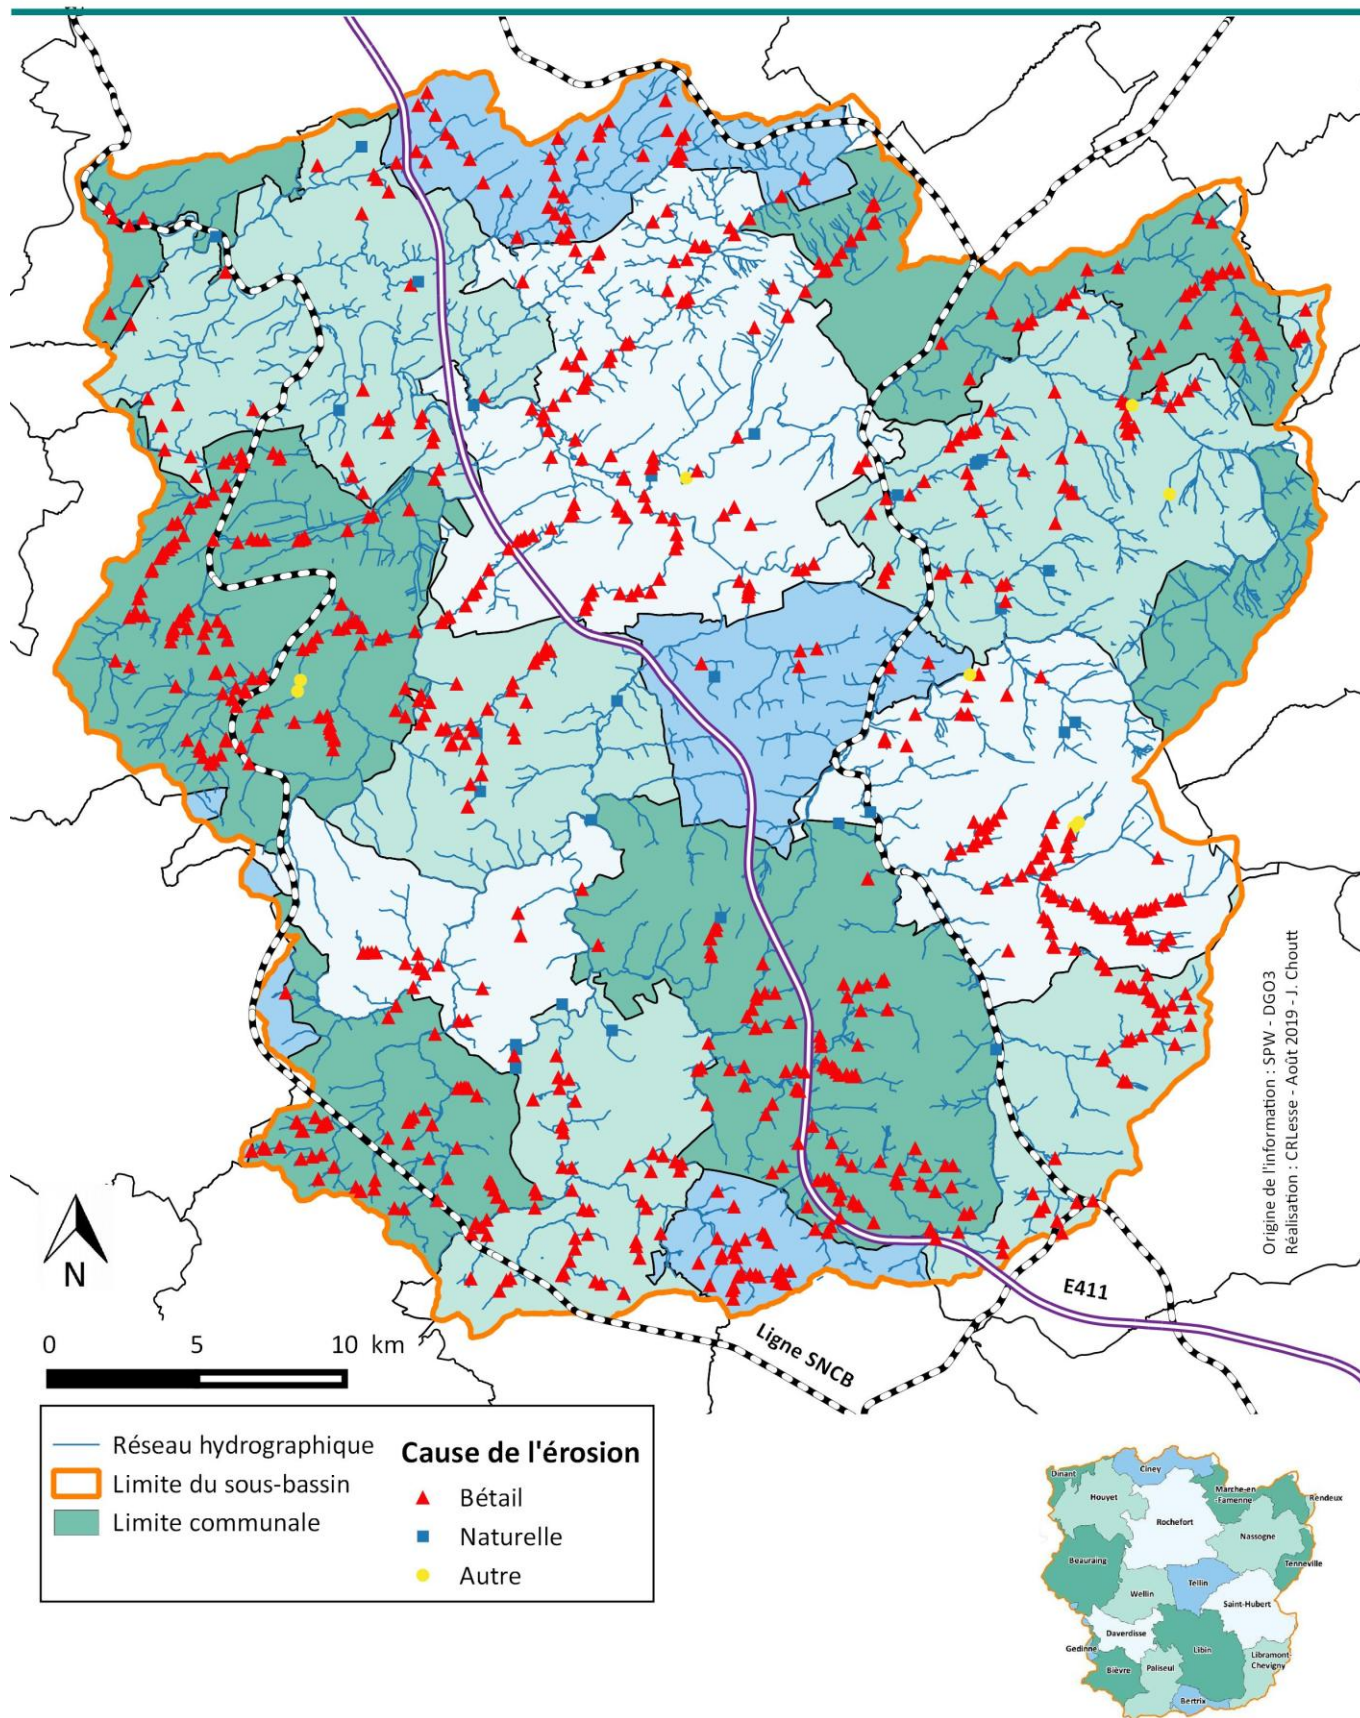 Origine de l'information : SPW - DGO3
Réalisation : CRLesse - Août 2019 - J. Choutt
N
E411
Ligne SNCB
0 5 10 km
Réseau hydrographique
Limite du sous-bassin
Limite communale
Cause de l'érosion
Bétail
Naturelle
Autre
Dinant
Ciney
Houyet
Marche-en
-Famenne
Rendeux
Rochefort
Nassogne
Beauraing
Tenneville
Tellin
Wellin
Saint-Hubert
Daverdisse
Gedinne
Libin
Libramont-
Chevigny
Bièvre
Paliseul
Bertrix